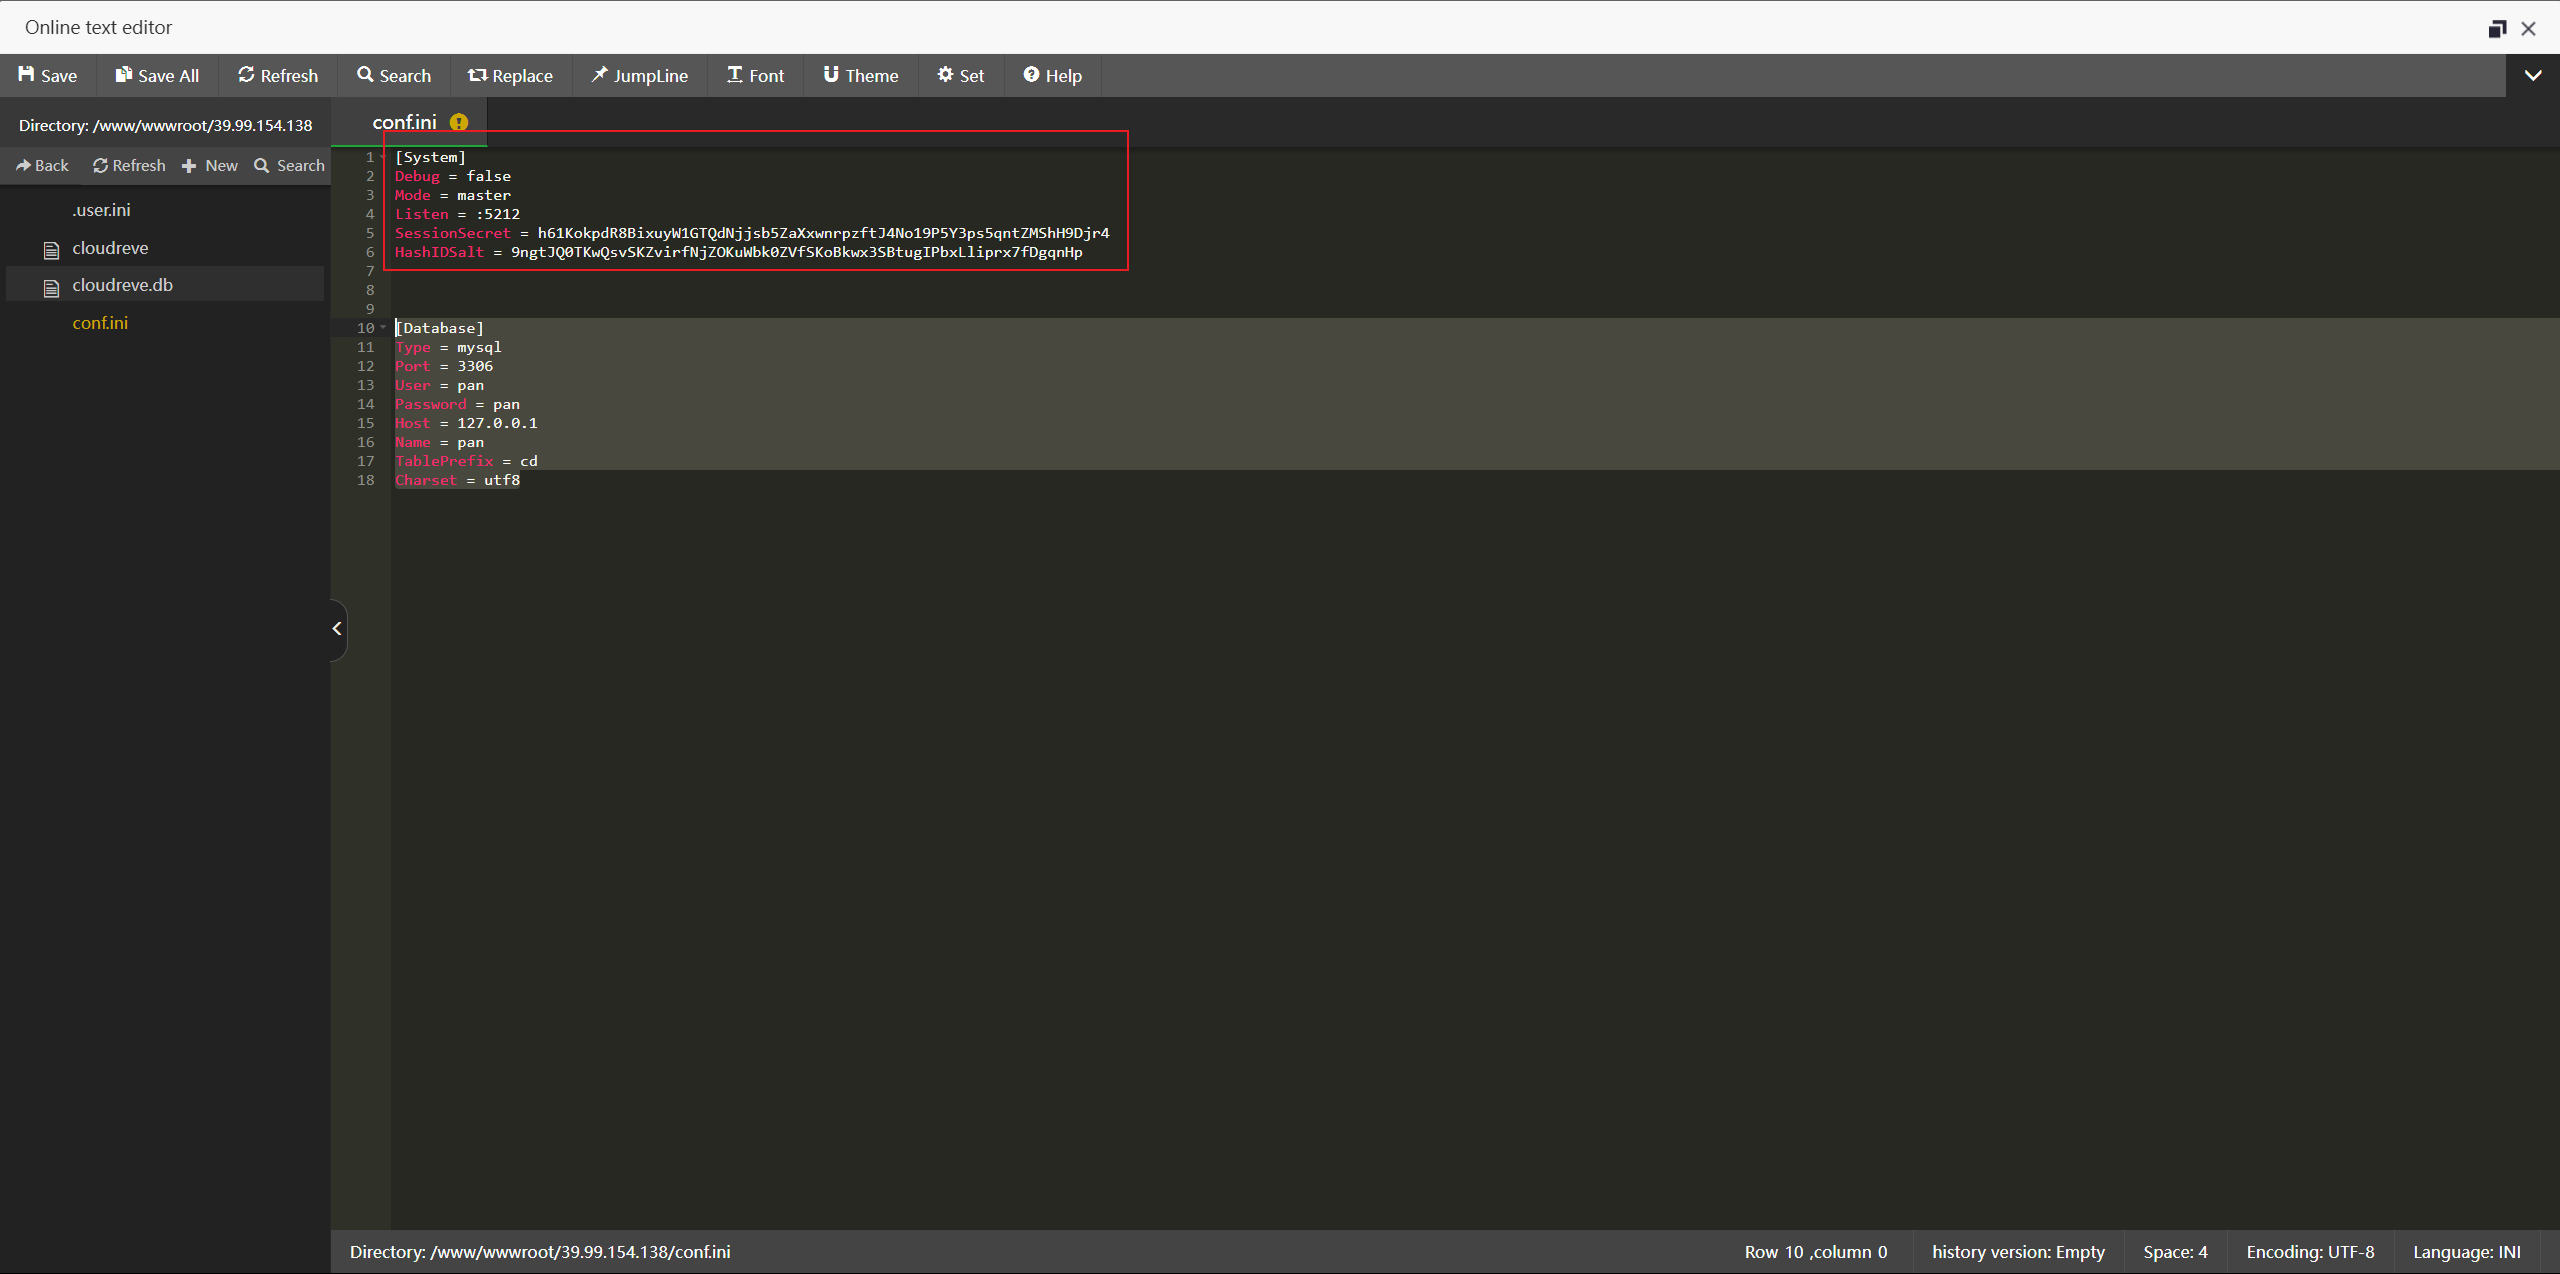 Online text editor
Save
Save All
Refresh
Search
Replace
JumpLine
Font
Theme
Set
Help
Directory: /www/wwwroot/39.99.154.138
Back
Refresh
New
Search
.user.ini
cloudreve
cloudreve.db
conf.ini
conf.ini
1 [System]
2 Debug = false
3 Mode = master
4 Listen = :5212
5 SessionSecret = h61KokpdR8BixuyW1GTQdNjjsb5ZaXxwnrpzftJ4No19P5Y3ps5qntZMShH9Djr4
6 HashIDSalt = 9ngtJQ0TKwQsvSKZvirfNjZOKuWbk0ZVfSKoBkwx3SBtugIPbxLliprx7fDgqnHp
7
8
9
10 [Database]
11 Type = mysql
12 Port = 3306
13 User = pan
14 Password = pan
15 Host = 127.0.0.1
16 Name = pan
17 TablePrefix = cd
18 Charset = utf8
Directory: /www/wwwroot/39.99.154.138/conf.ini
Row 10 ,column 0
history version: Empty
Space: 4
Encoding: UTF-8
Language: INI